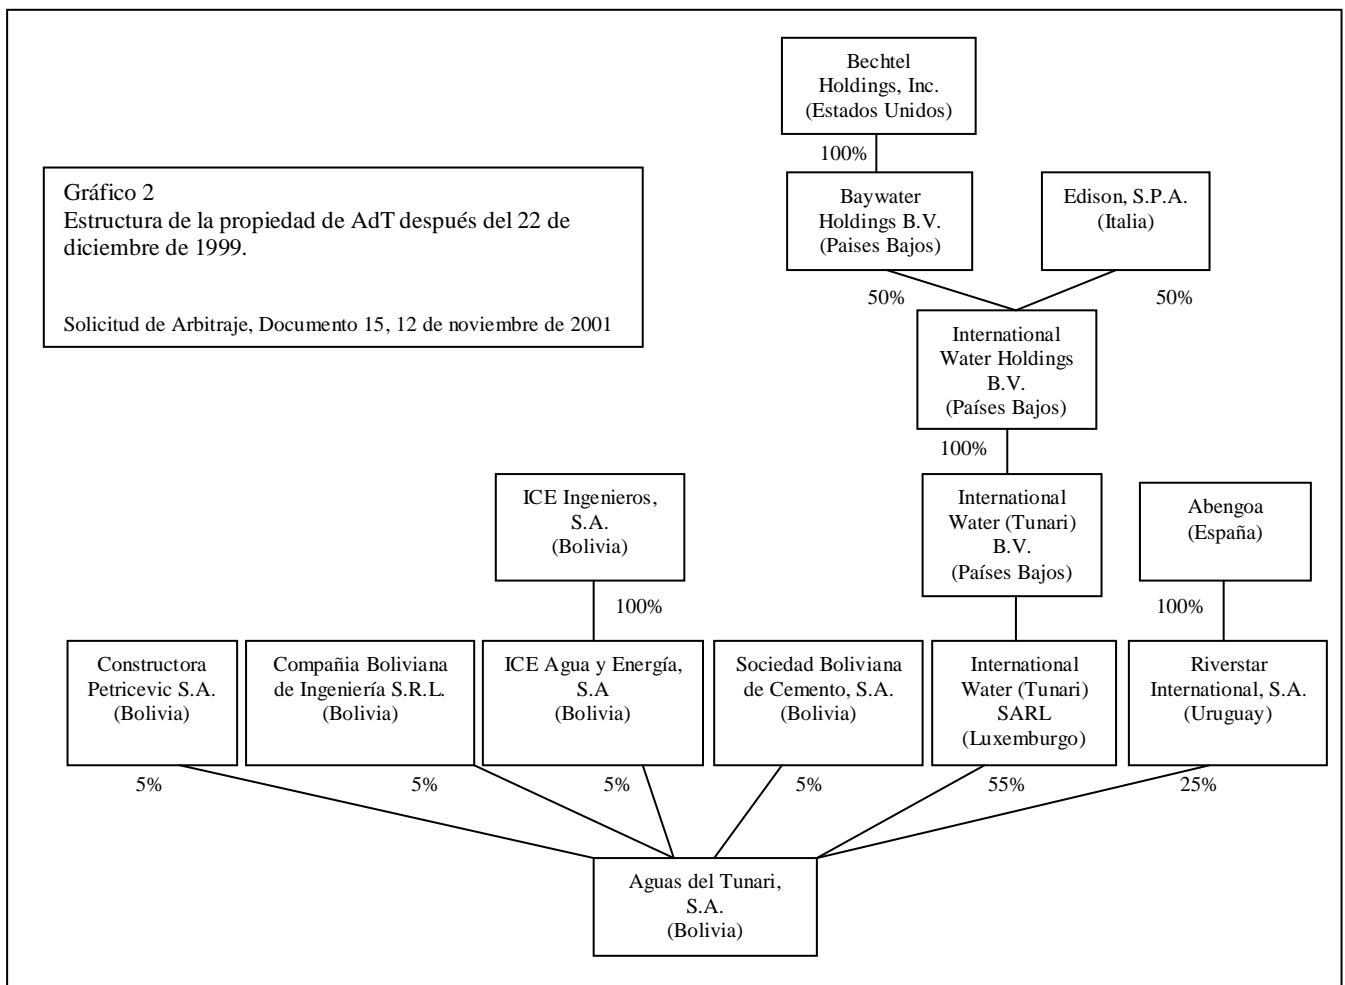 Bechtel
Holdings, Inc.
(Estados Unidos)
100%
Gráfico 2
Estructura de la propiedad de AdT después del 22 de
diciembre de 1999.
Solicitud de Arbitraje, Documento 15, 12 de noviembre de 2001
Baywater
Holdings B.V.
(Paises Bajos)
Edison, S.P.A.
(Italia)
50%
50%
International
Water Holdings
B.V.
(Países Bajos)
100%
ICE Ingenieros,
S.A.
(Bolivia)
International
Water (Tunari)
B.V.
(Países Bajos)
Abengoa
(España)
100%
100%
Constructora
Petricevic S.A.
(Bolivia)
Compañia Boliviana
de Ingeniería S.R.L.
(Bolivia)
ICE Agua y Energía,
S.A
(Bolivia)
Sociedad Boliviana
de Cemento, S.A.
(Bolivia)
International
Water (Tunari)
SARL
(Luxemburgo)
Riverstar
International, S.A.
(Uruguay)
5%
5%
5%
5%
55%
25%
Aguas del Tunari,
S.A.
(Bolivia)